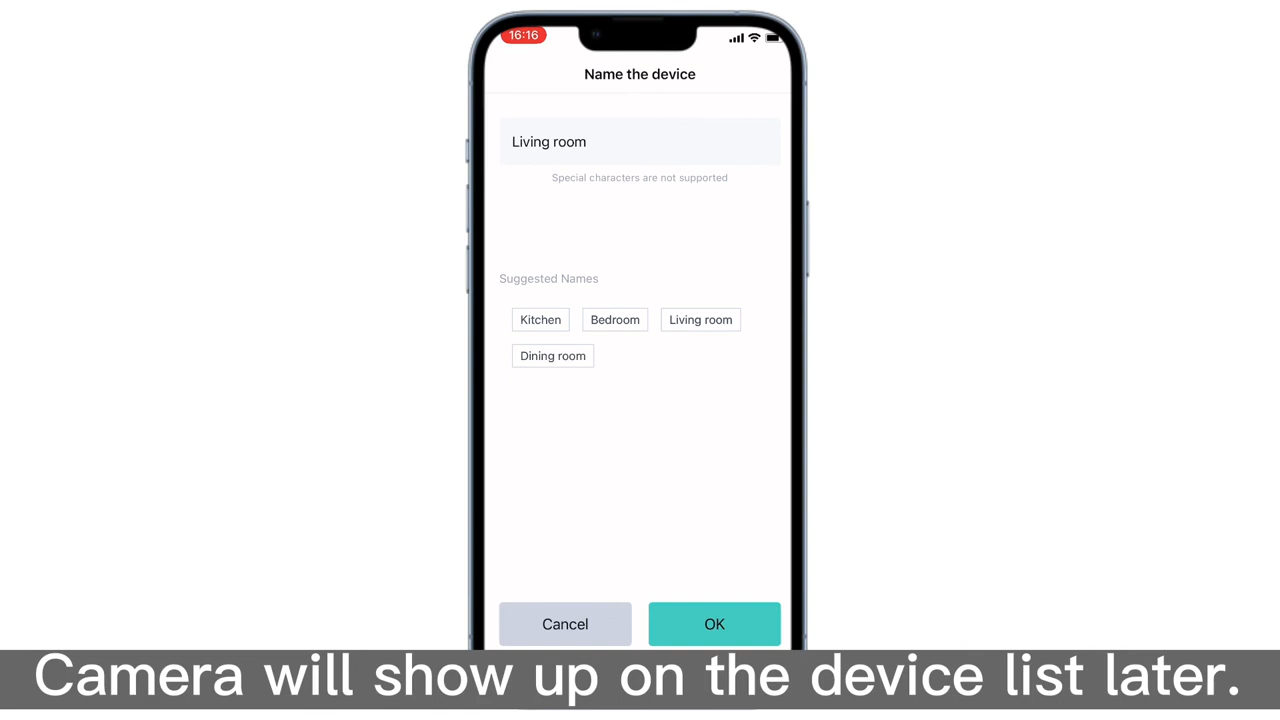 16:16
Name the device
Living room
Special characters are not supported
Suggested Names
Kitchen Bedroom Living room
Dining room
Cancel OK
Camera will show up on the device list later.